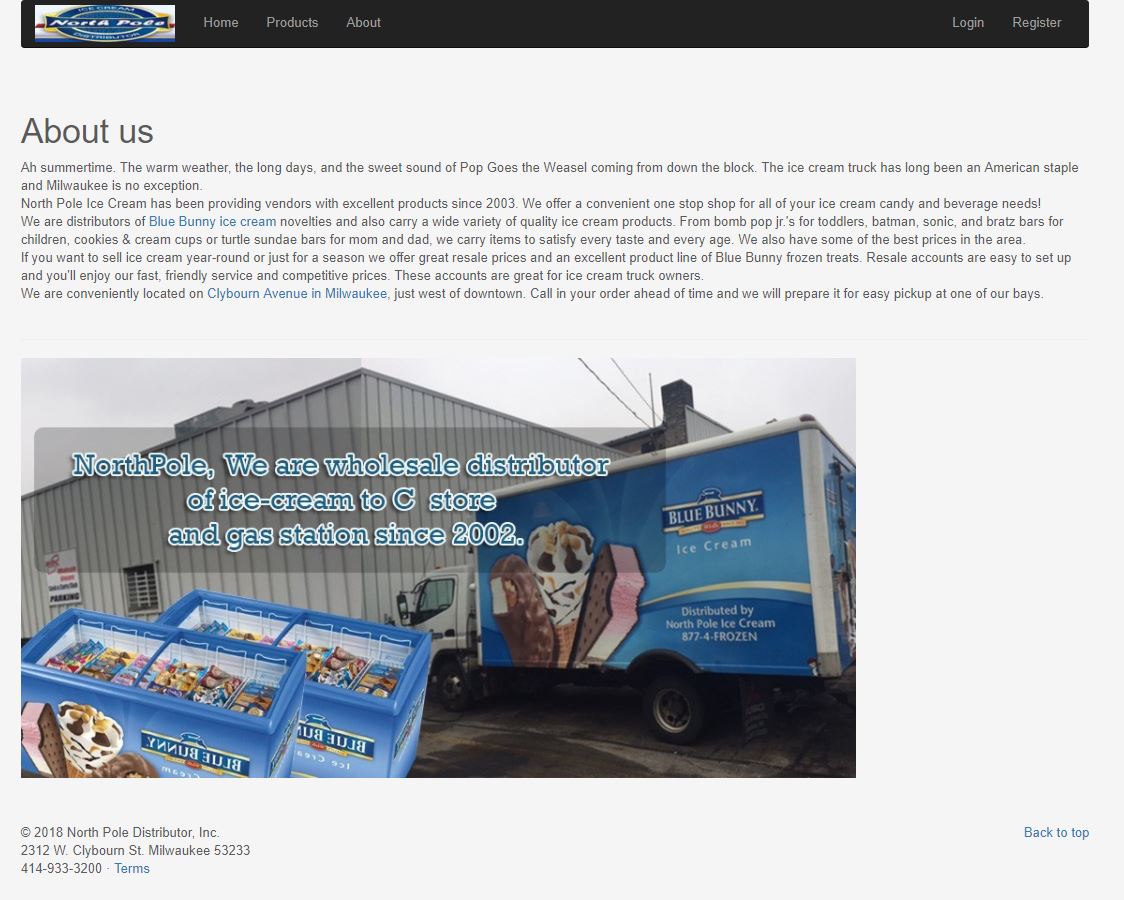 ICE CREAM
North Pole
DISTRIBUTOR
Home Products About Login Register
About us
Ah summertime. The warm weather, the long days, and the sweet sound of Pop Goes the Weasel coming from down the block. The ice cream truck has long been an American staple
and Milwaukee is no exception.
North Pole Ice Cream has been providing vendors with excellent products since 2003. We offer a convenient one stop shop for all of your ice cream candy and beverage needs!
We are distributors of Blue Bunny ice cream novelties and also carry a wide variety of quality ice cream products. From bomb pop jr.'s for toddlers, batman, sonic, and bratz bars for
children, cookies & cream cups or turtle sundae bars for mom and dad, we carry items to satisfy every taste and every age. We also have some of the best prices in the area.
If you want to sell ice cream year-round or just for a season we offer great resale prices and an excellent product line of Blue Bunny frozen treats. Resale accounts are easy to set up
and you'll enjoy our fast, friendly service and competitive prices. These accounts are great for ice cream truck owners.
We are conveniently located on Clybourn Avenue in Milwaukee, just west of downtown. Call in your order ahead of time and we will prepare it for easy pickup at one of our bays.
NorthPole, We are wholesale distributor
of ice-cream to C store
and gas station since 2002.
BLUE BUNNY
Ice Cream
Distributed by
North Pole Ice Cream
877-4-FROZEN
PARKING
BLUE BUNNY
Ice Cream
BLUE BUNNY
Ice Cream
© 2018 North Pole Distributor, Inc. Back to top
2312 W. Clybourn St. Milwaukee 53233
414-933-3200 · Terms